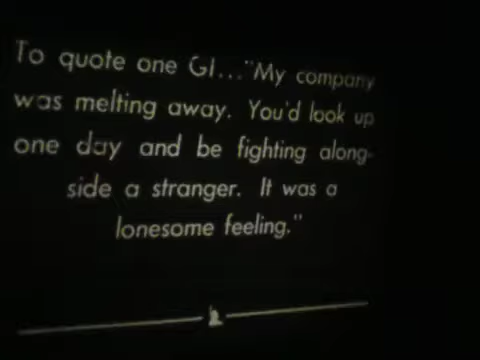 To quote one GI..."My company
was melting away. You'd look up
one day and be fighting along-
side a stranger. It was a
lonesome feeling."